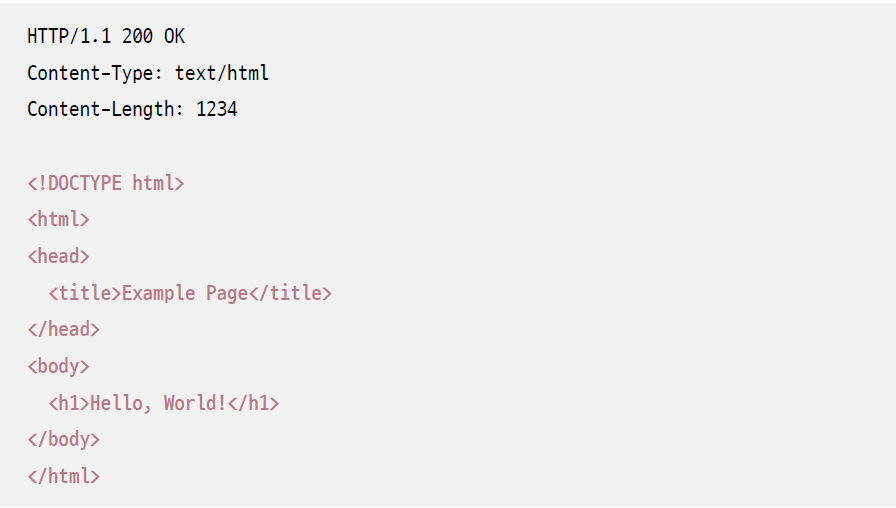 HTTP/1.1 200 OK
Content-Type: text/html
Content-Length: 1234

<!DOCTYPE html>
<html>
<head>
  <title>Example Page</title>
</head>
<body>
  <h1>Hello, World!</h1>
</body>
</html>